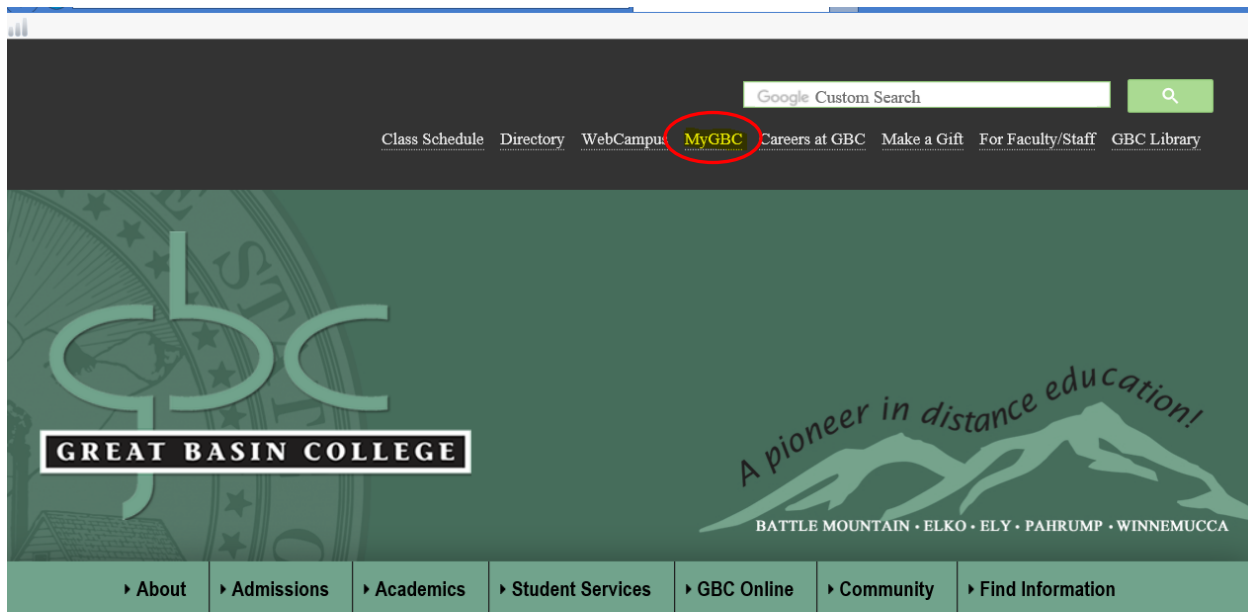 Google Custom Search
Class Schedule Directory WebCampus MyGBC Careers at GBC Make a Gift For Faculty/Staff GBC Library
gbc
GREAT BASIN COLLEGE
A pioneer in distance education!
BATTLE MOUNTAIN · ELKO · ELY · PAHRUMP · WINNEMUCCA
About Admissions Academics Student Services GBC Online Community Find Information